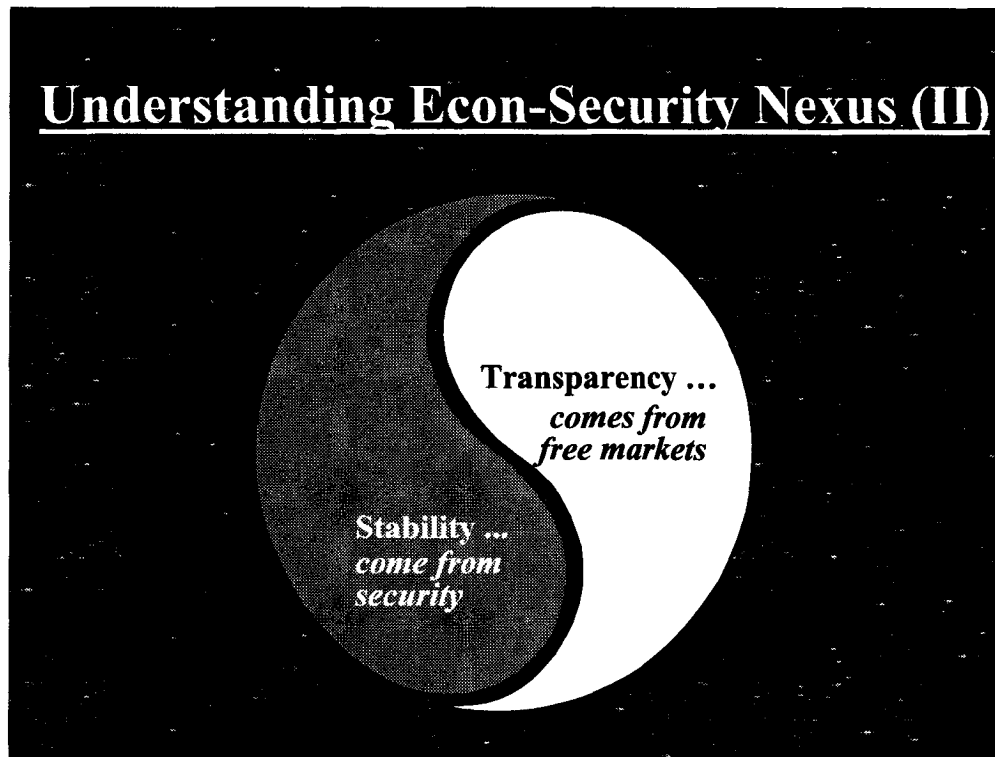 Understanding Econ-Security Nexus (II)
Transparency ...
comes from
free markets
Stability ...
come from
security